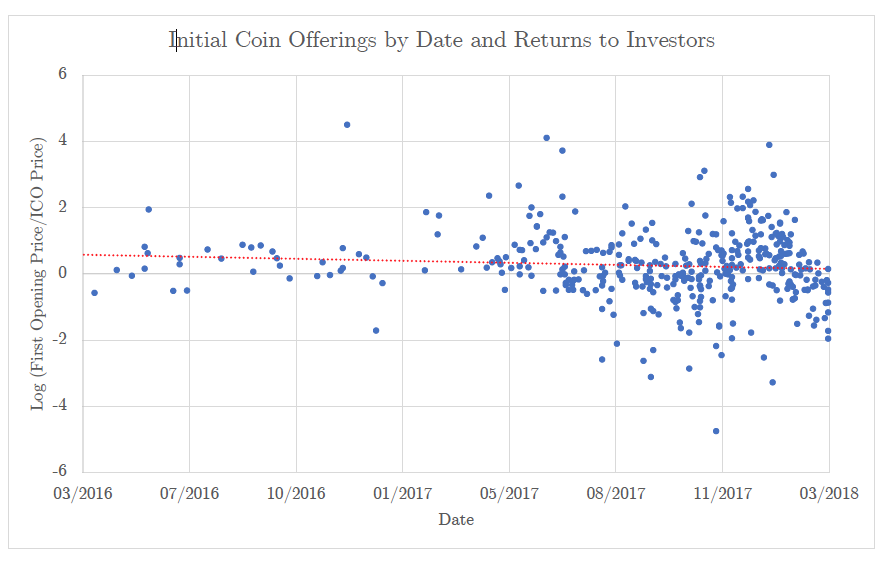 Initial Coin Offerings by Date and Returns to Investors
6
4
2
0
-2
-4
-6
Log (First Opening Price/ICO Price)
03/2016 07/2016 10/2016 01/2017 05/2017 08/2017 11/2017 03/2018
Date